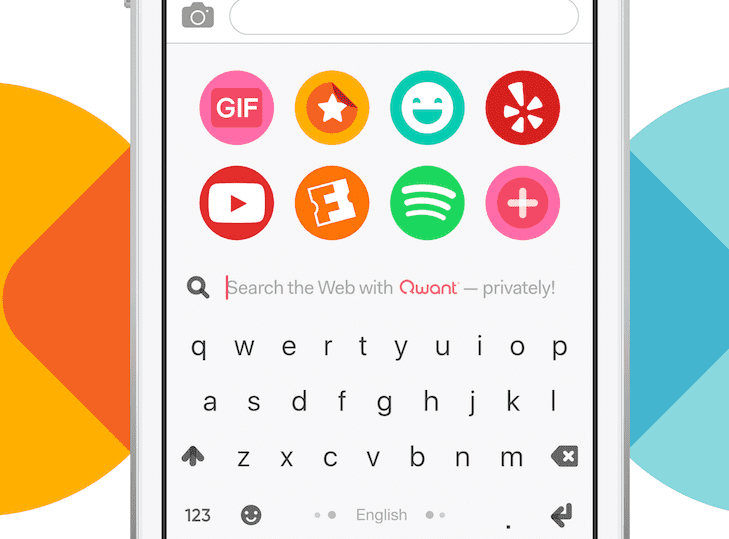 GIF
Search the Web with Qwant — privately!
q w e r t y u i o p
a s d f g h j k l
z x c v b n m
123 English .